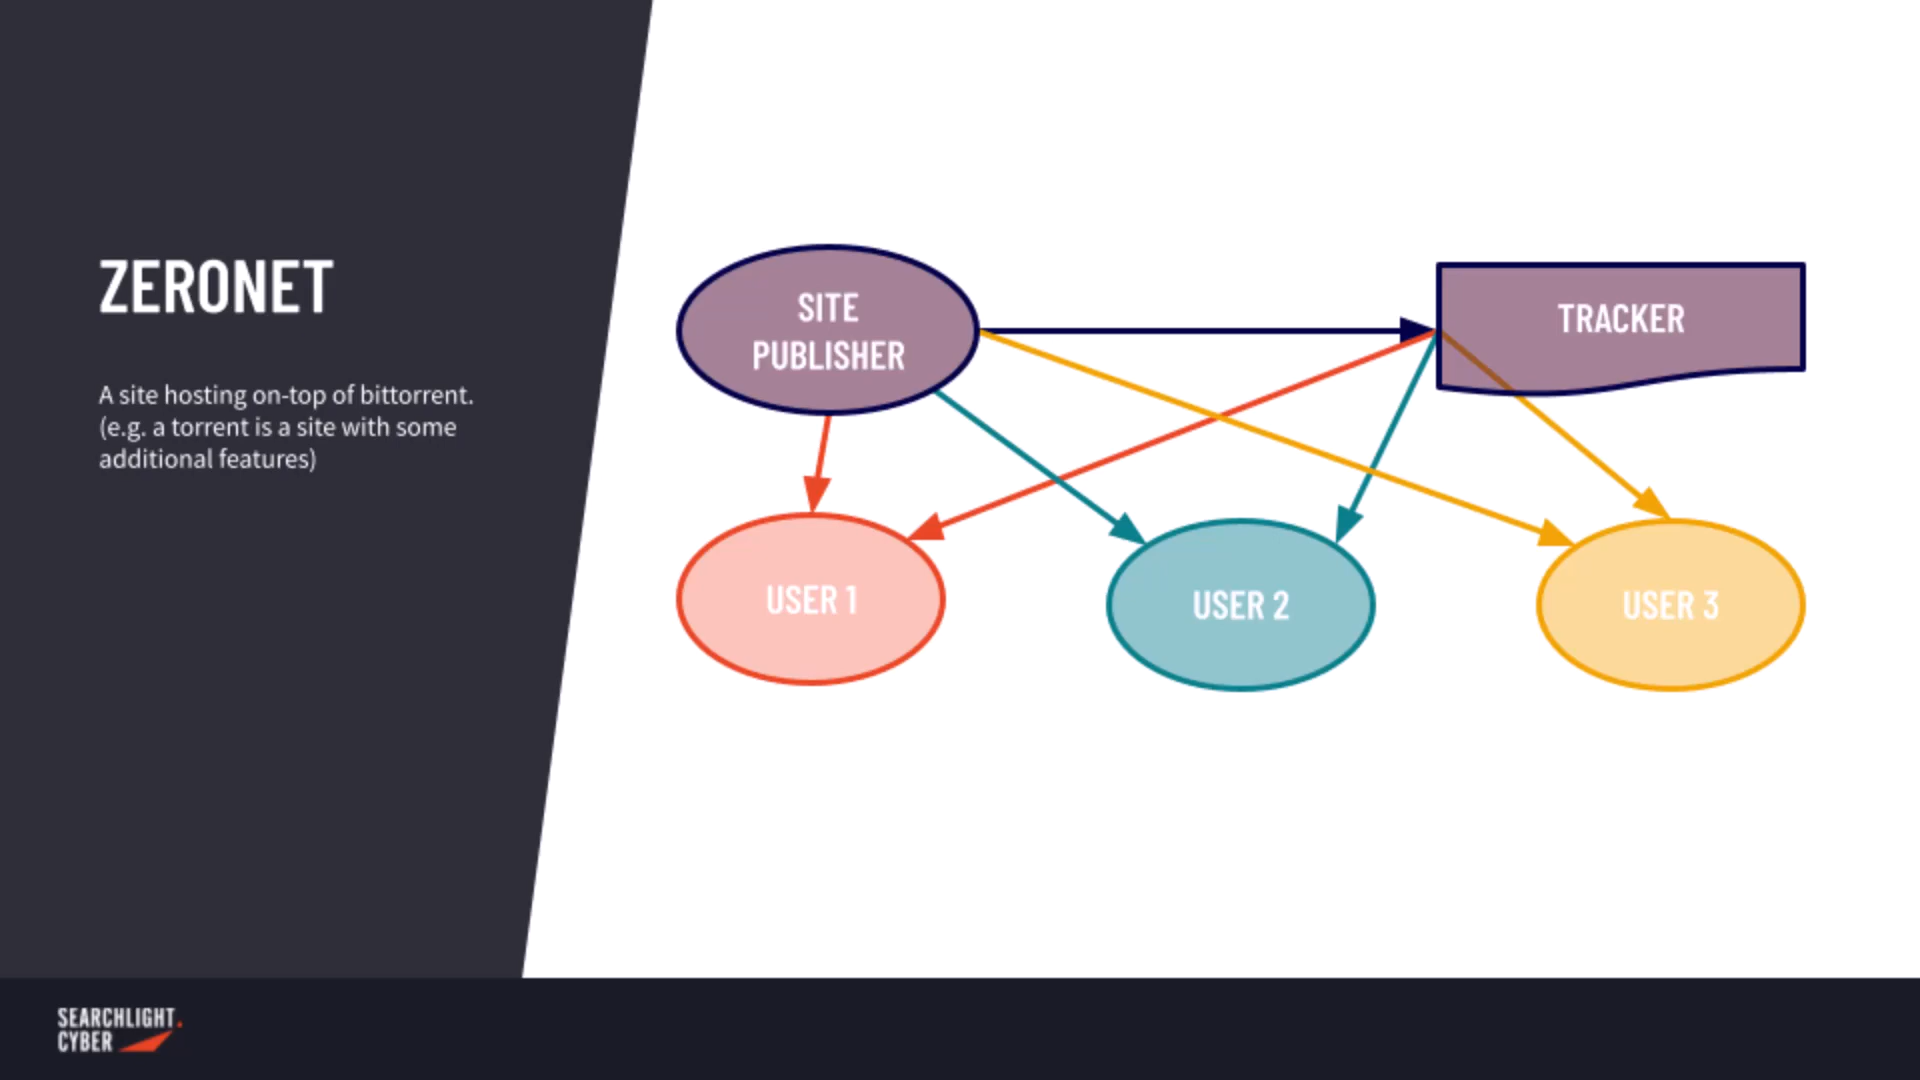 ZERONET
A site hosting on-top of bittorrent.
(e.g. a torrent is a site with some
additional features)
SITE
PUBLISHER
TRACKER
USER 1
USER 2
USER 3
SEARCHLIGHT.
CYBER